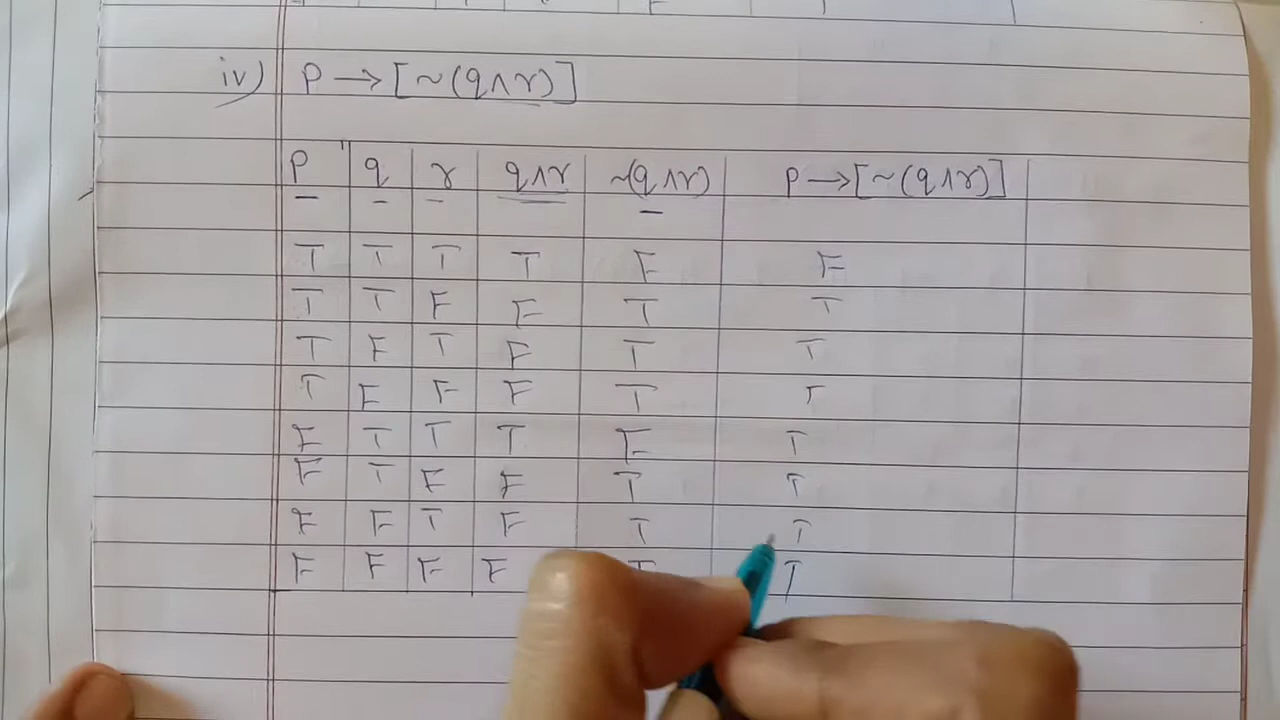 iv) p → [~(q∧r)]
p q r q∧r ~(q∧r) p → [~(q∧r)]
T T T T F F
T T F F T T
T F T F T T
T F F F T T
F T T T F T
F T F F T T
F F T F T T
F F F F T T